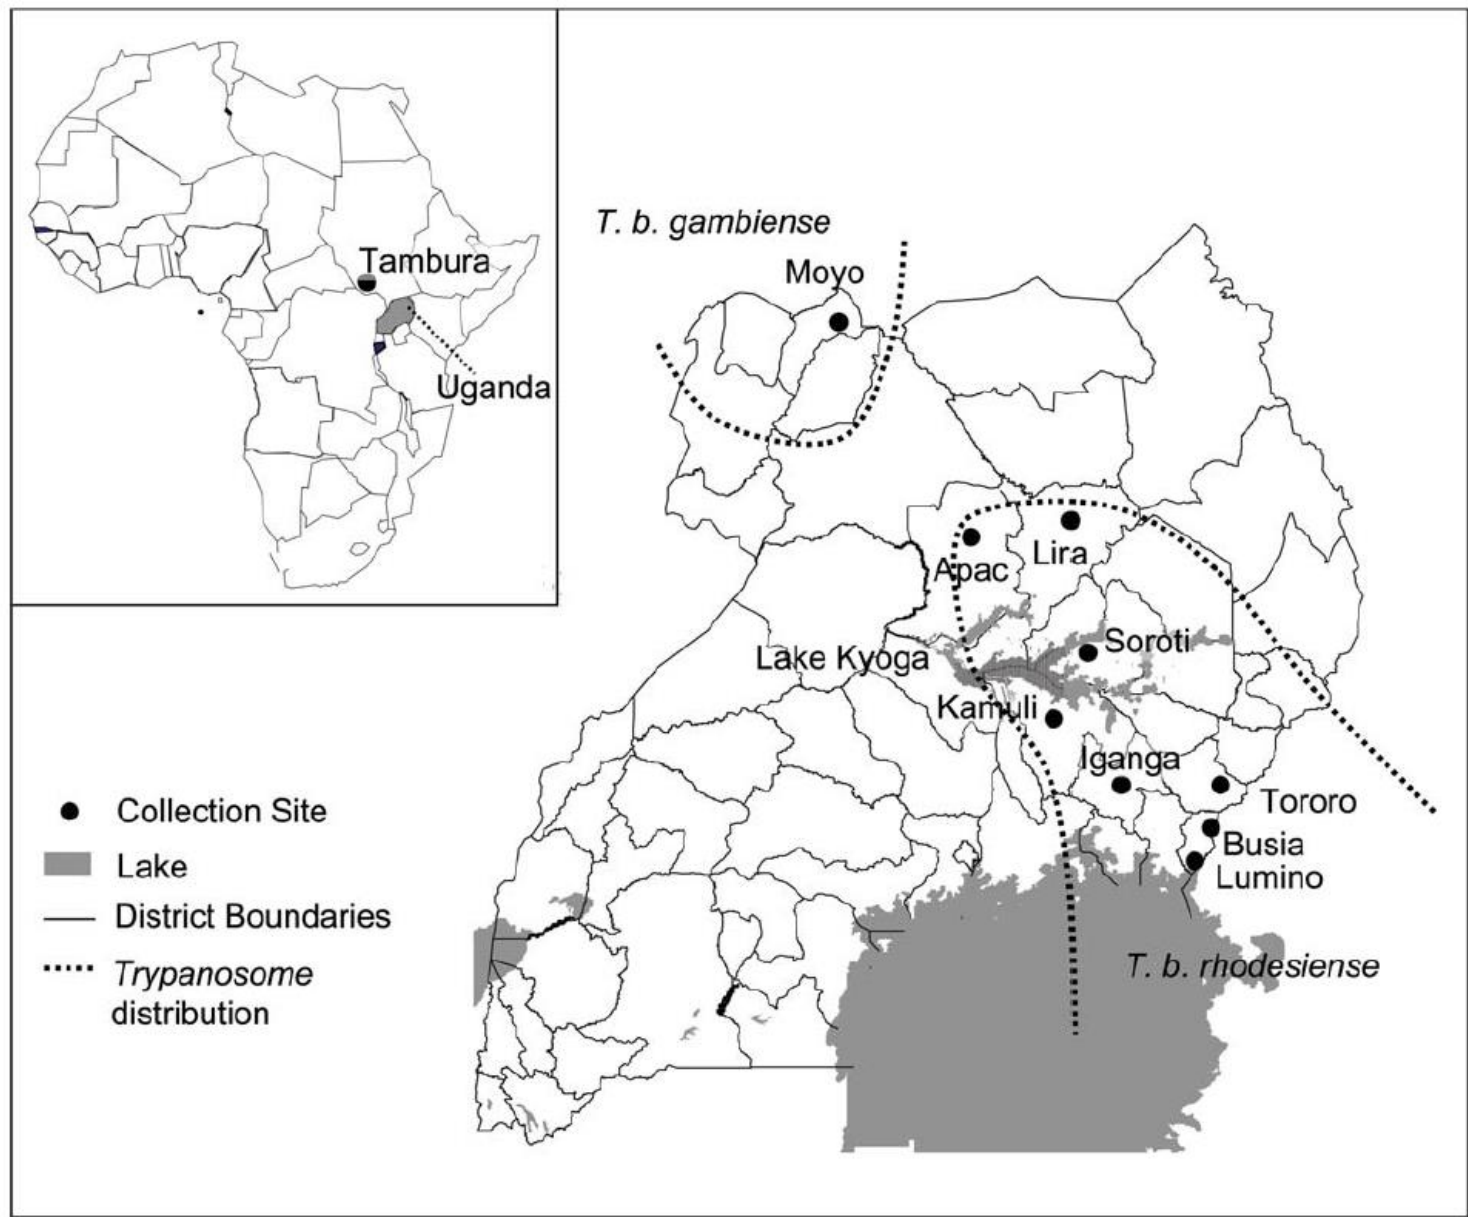 Tambura
Uganda
T. b. gambiense
Moyo
Apac
Lira
Soroti
Lake Kyoga
Kamuli
Iganga
Tororo
Busia
Lumino
T. b. rhodesiense
Collection Site
Lake
District Boundaries
Trypanosome
distribution